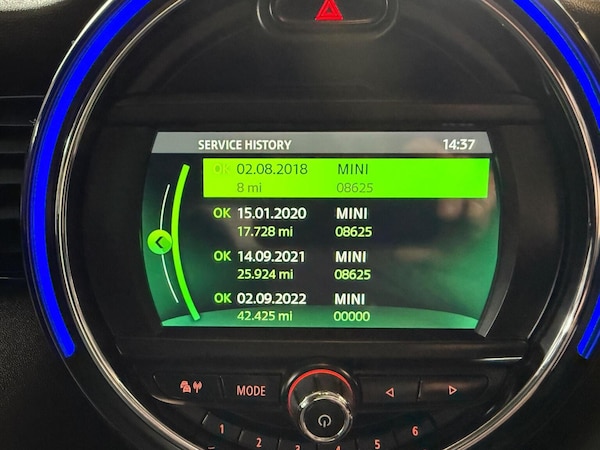 SERVICE HISTORY 14:37
OK 02.08.2018 MINI
8 mi 08625
OK 15.01.2020 MINI
17.728 mi 08625
OK 14.09.2021 MINI
25.924 mi 08625
OK 02.09.2022 MINI
42.425 mi 00000
MODE
1 2 3 4 5 6